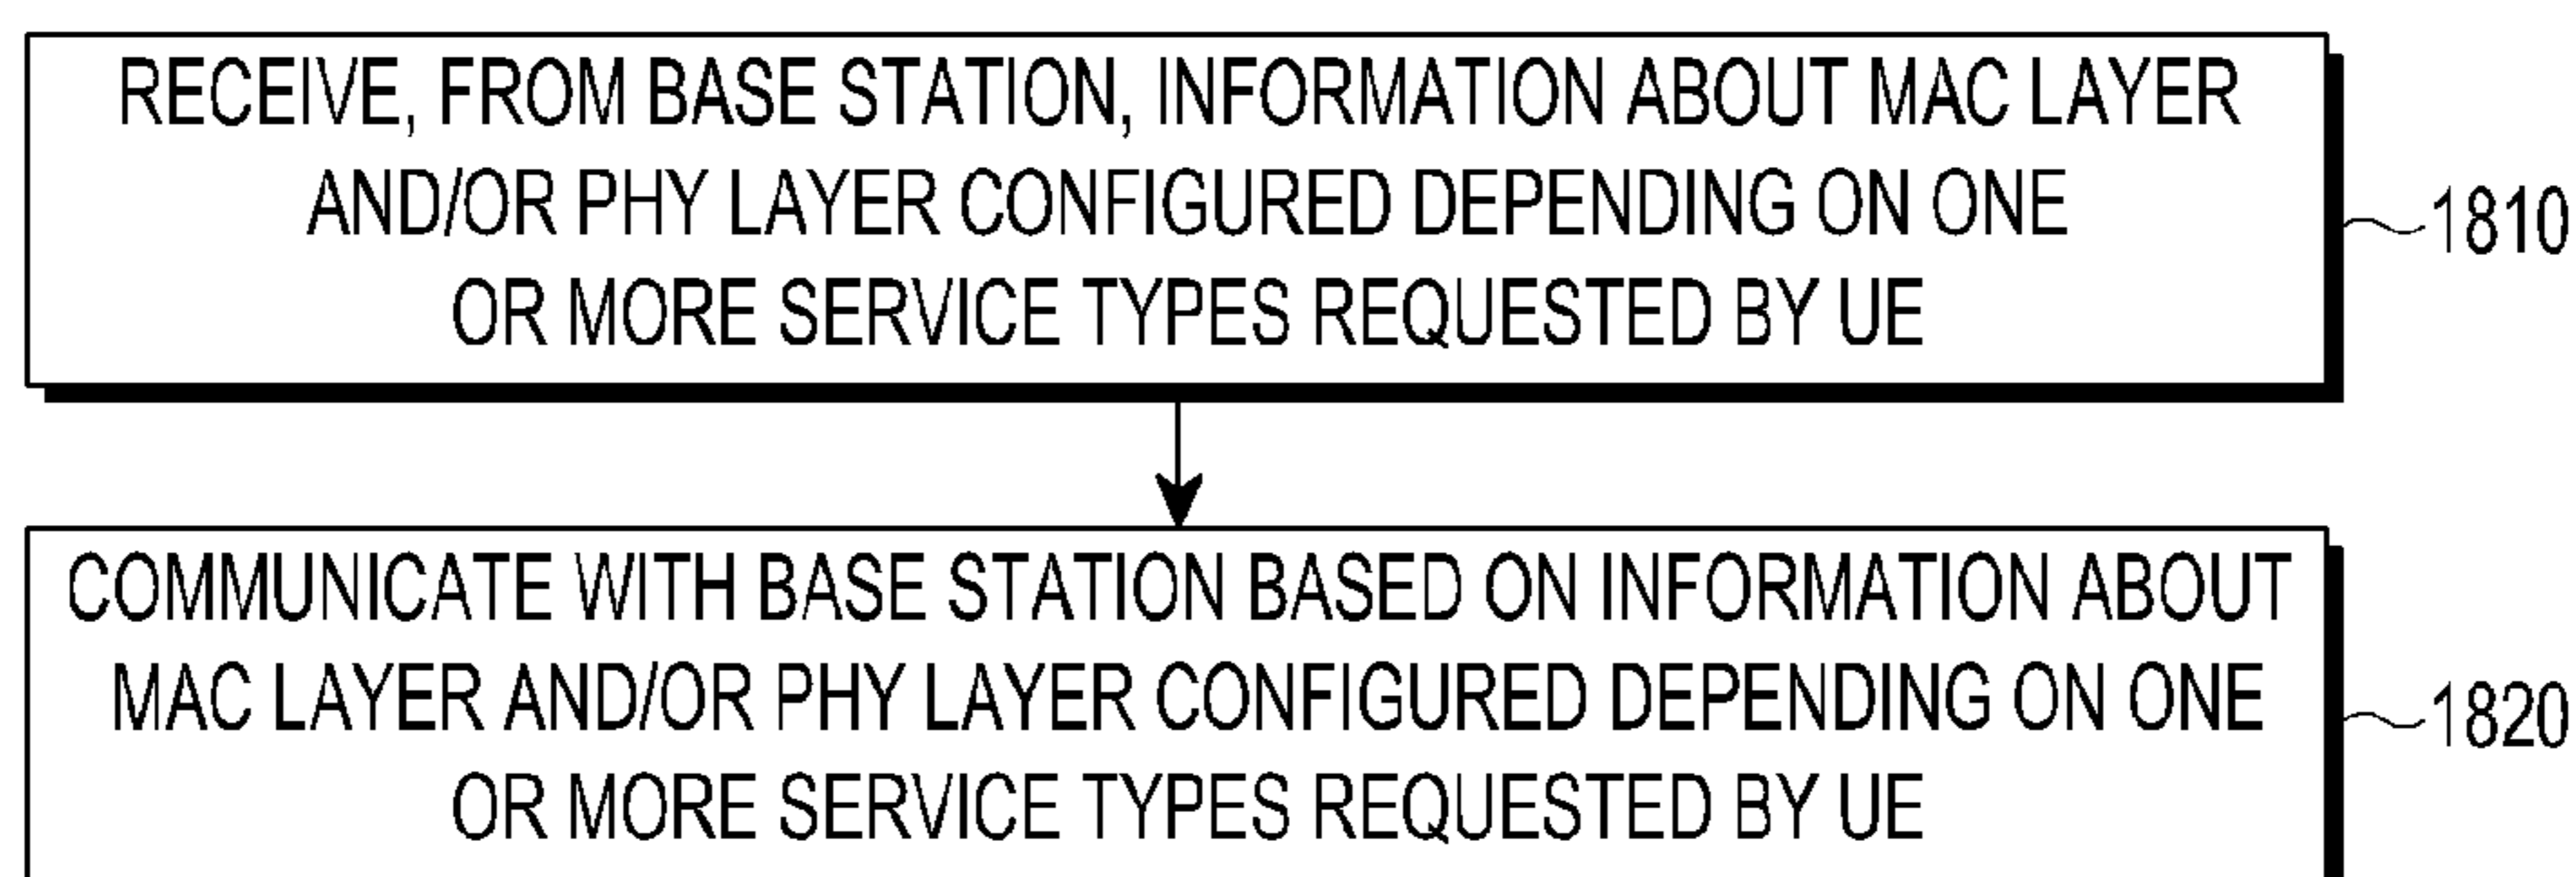 RECEIVE, FROM BASE STATION, INFORMATION ABOUT MAC LAYER
AND/OR PHY LAYER CONFIGURED DEPENDING ON ONE
OR MORE SERVICE TYPES REQUESTED BY UE
1810
COMMUNICATE WITH BASE STATION BASED ON INFORMATION ABOUT
MAC LAYER AND/OR PHY LAYER CONFIGURED DEPENDING ON ONE
OR MORE SERVICE TYPES REQUESTED BY UE
1820